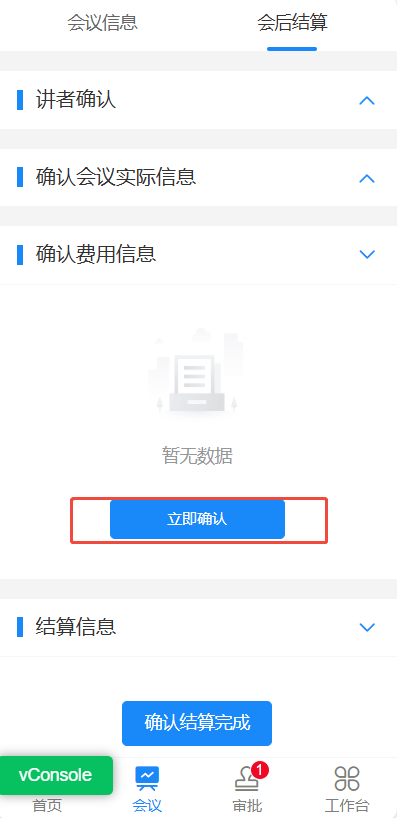 会议信息
会后结算
讲者确认
确认会议实际信息
确认费用信息
暂无数据
立即确认
结算信息
确认结算完成
vConsole
1
首页
会议
审批
工作台